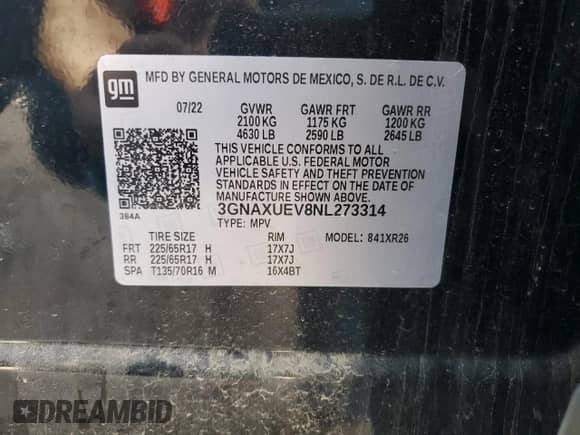 gm
MFD BY GENERAL MOTORS DE MEXICO, S. DE R.L. DE C.V.
07/22 GVWR GAWR FRT GAWR RR
2100 KG 1175 KG 1200 KG
4630 LB 2590 LB 2645 LB
THIS VEHICLE CONFORMS TO ALL
APPLICABLE U.S. FEDERAL MOTOR
VEHICLE SAFETY AND THEFT PREVENTION
STANDARDS IN EFFECT ON THE DATE OF
MANUFACTURE SHOWN ABOVE.
384A
3GNAXUEV8NL273314
TYPE: MPV
TIRE SIZE RIM MODEL: 841XR26
FRT 225/65R17 H 17X7J
RR 225/65R17 H 17X7J
SPA T135/70R16 M 16X4BT
DREAMBID